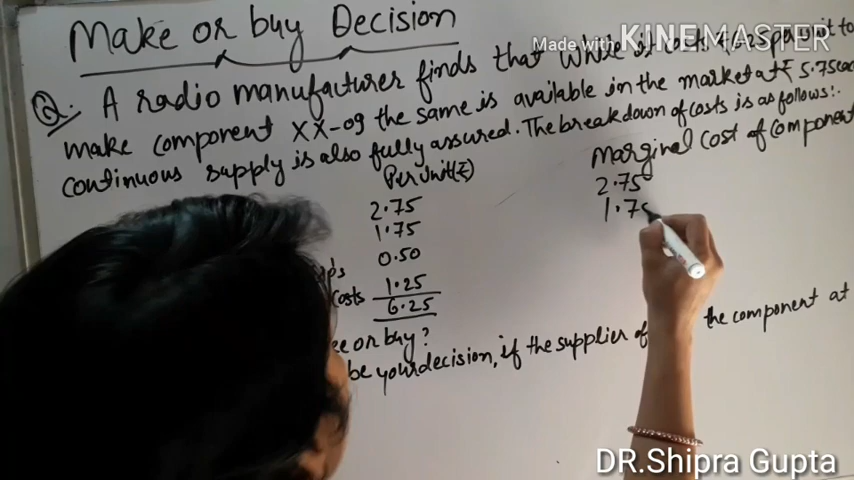 Make or buy Decision
Made with KINEMASTER
Q. A radio manufacturer finds that while it costs ₹ 6.25 per unit to
make component XX-09 the same is available in the market at ₹ 5.75 each
continuous supply is also fully assured. The breakdown of costs is as follows:-
Per Unit(₹)
Marginal Cost of Component
2.75
2.75
1.75
1.75
0.50
costs 1.25
6.25
or buy?
be your decision, if the supplier of the component at
DR.Shipra Gupta